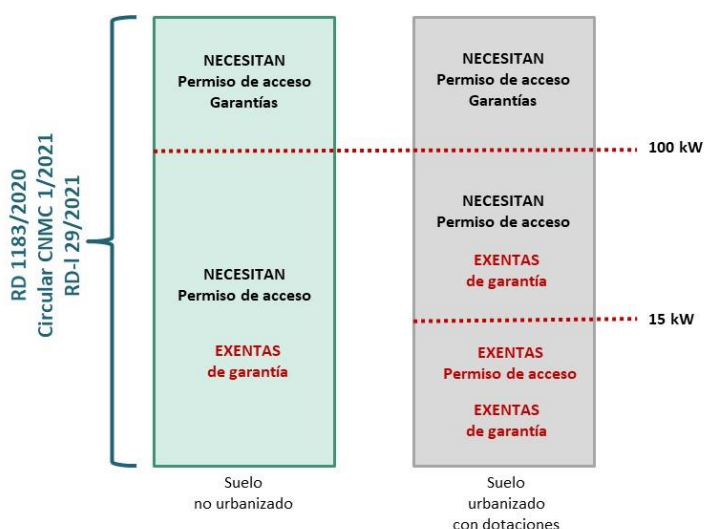 RD 1183/2020
Circular CNMC 1/2021
RD-l 29/2021
NECESITAN
Permiso de acceso
Garantías
NECESITAN
Permiso de acceso
EXENTAS
de garantía
Suelo
no urbanizado
NECESITAN
Permiso de acceso
Garantías
100 kW
NECESITAN
Permiso de acceso
EXENTAS
de garantía
15 kW
EXENTAS
Permiso de acceso
EXENTAS
de garantía
Suelo
urbanizado
con dotaciones